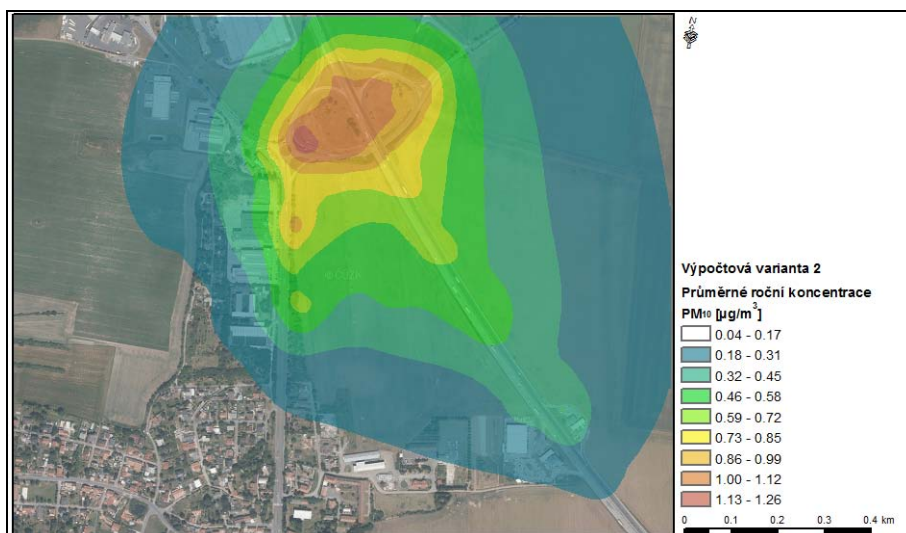 N
Výpočtová varianta 2
Průměrné roční koncentrace
PM10 [µg/m³]
0.04 - 0.17
0.18 - 0.31
0.32 - 0.45
0.46 - 0.58
0.59 - 0.72
0.73 - 0.85
0.86 - 0.99
1.00 - 1.12
1.13 - 1.26
0 0.1 0.2 0.3 0.4 km